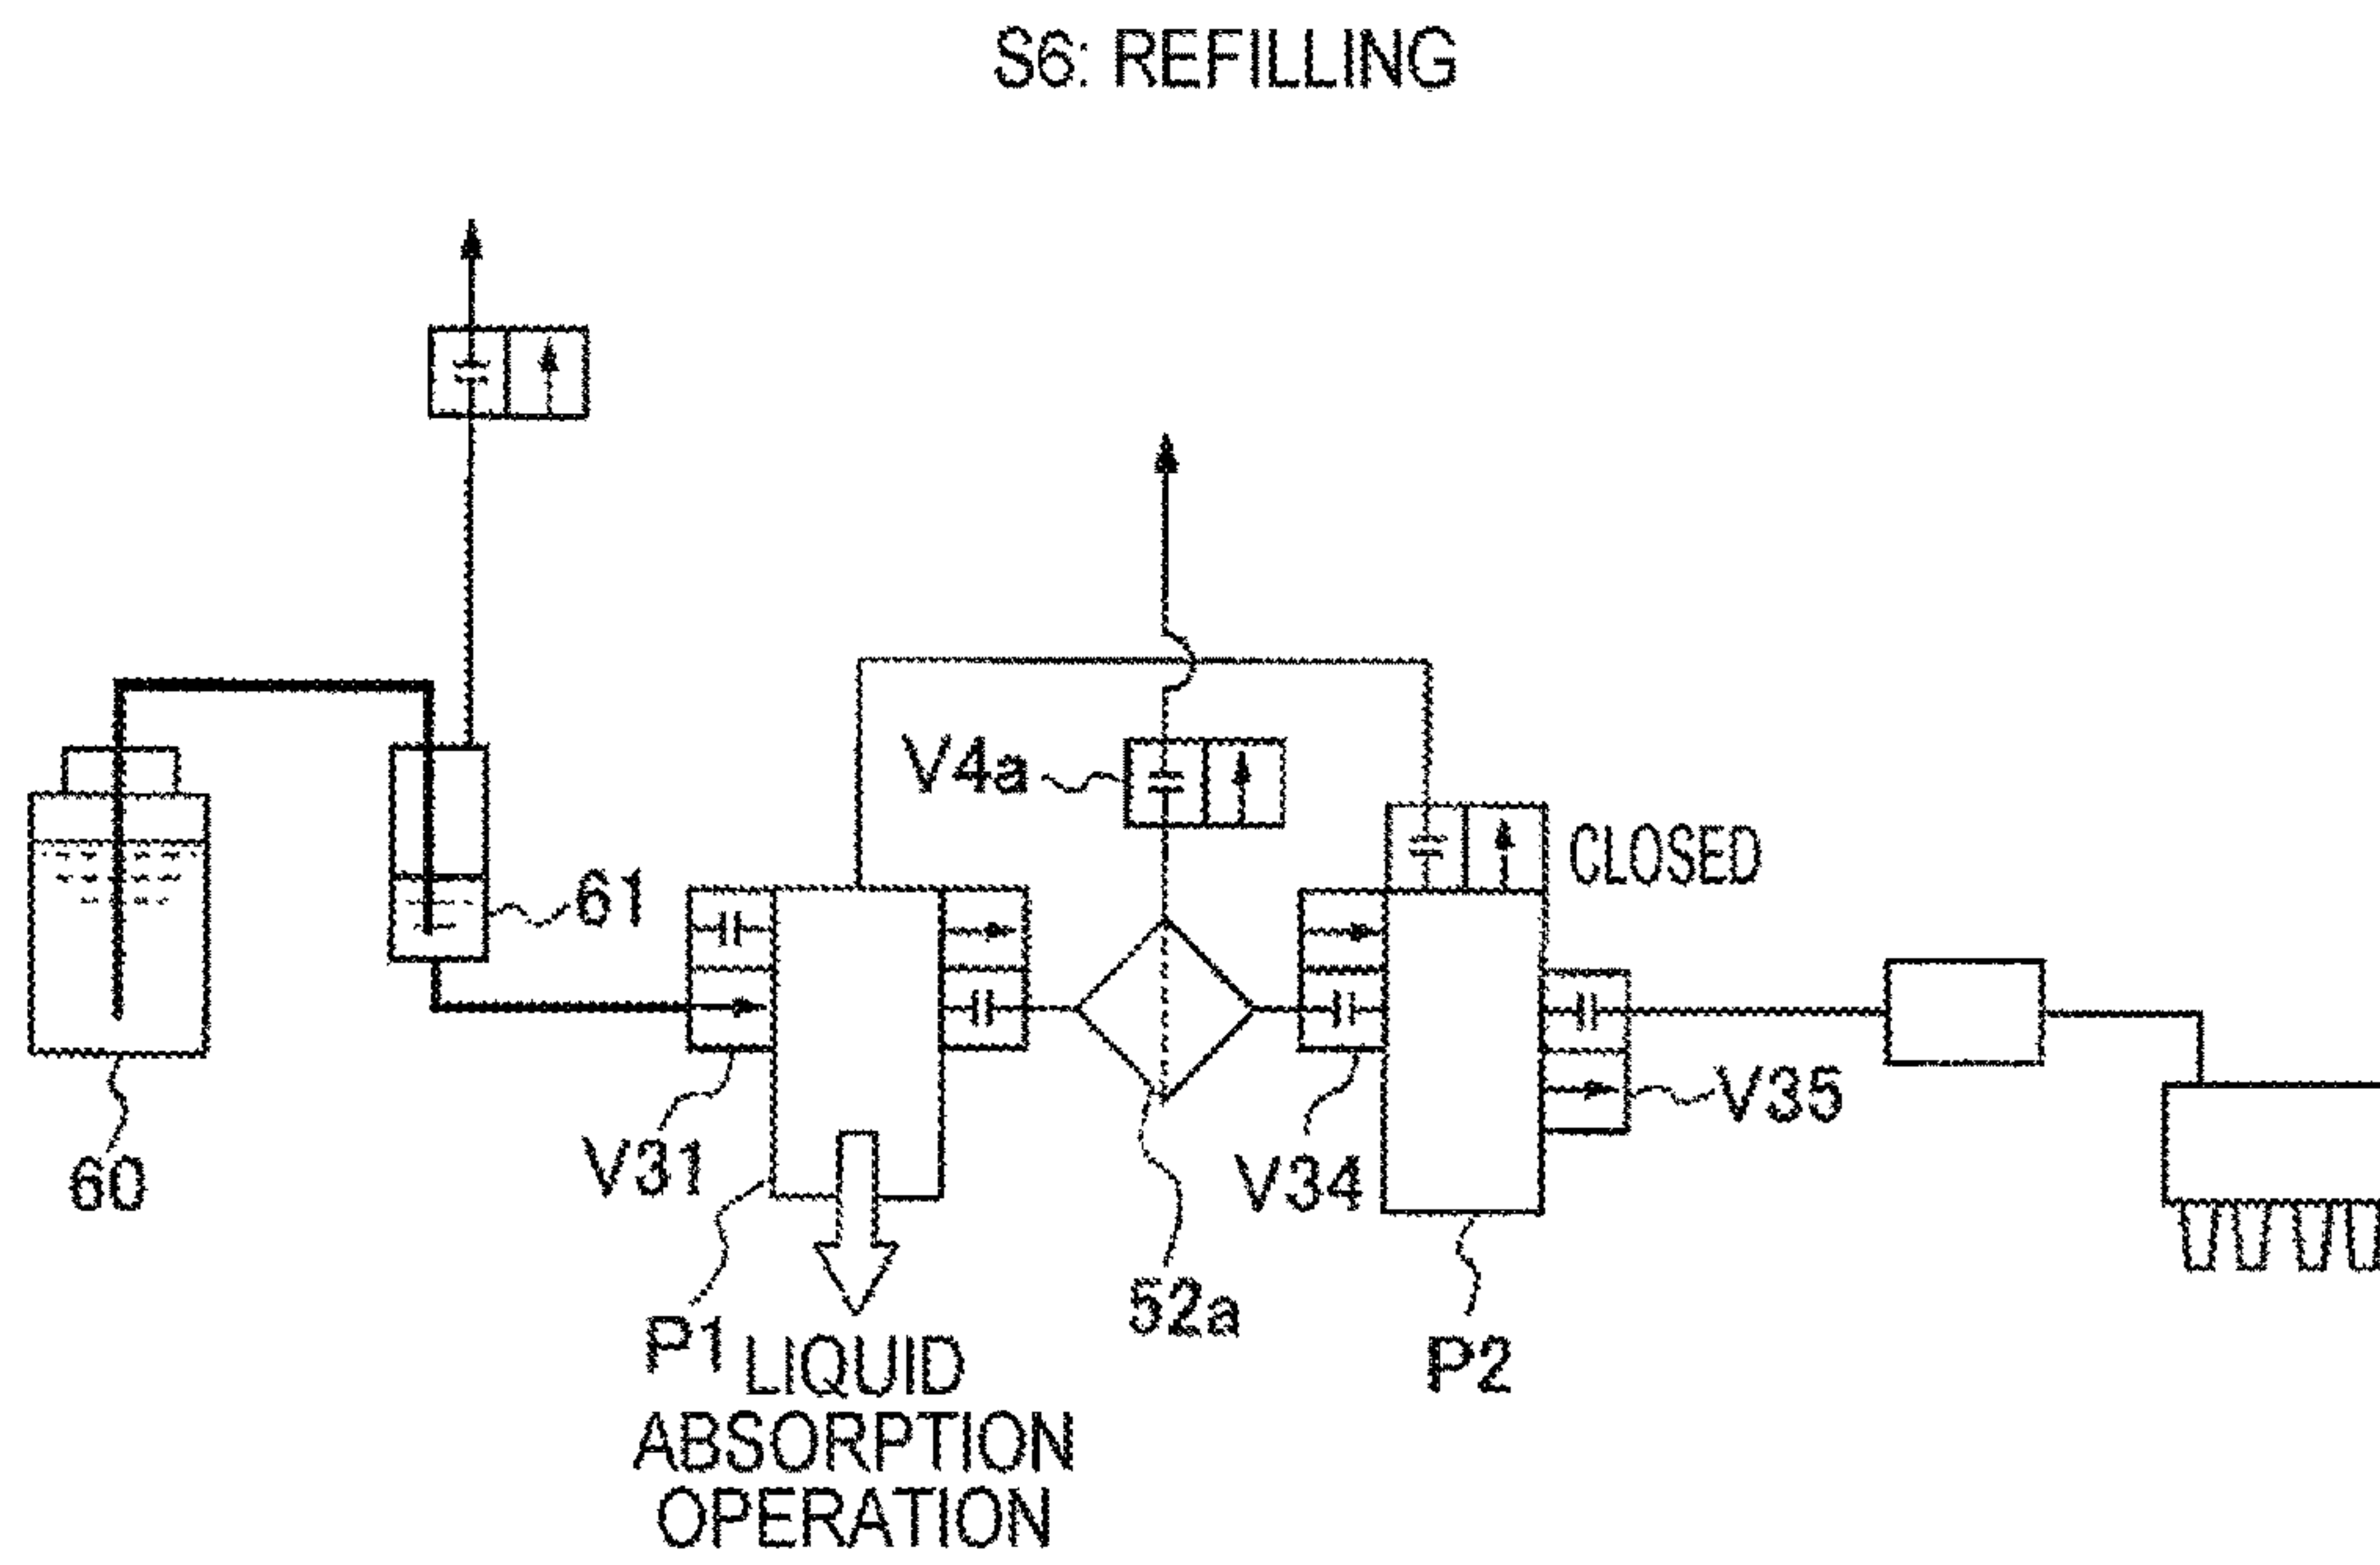 S6: REFILLING
V4a
CLOSED
61
V35
V31
V34
60
52a
P1
P2
LIQUID
ABSORPTION
OPERATION